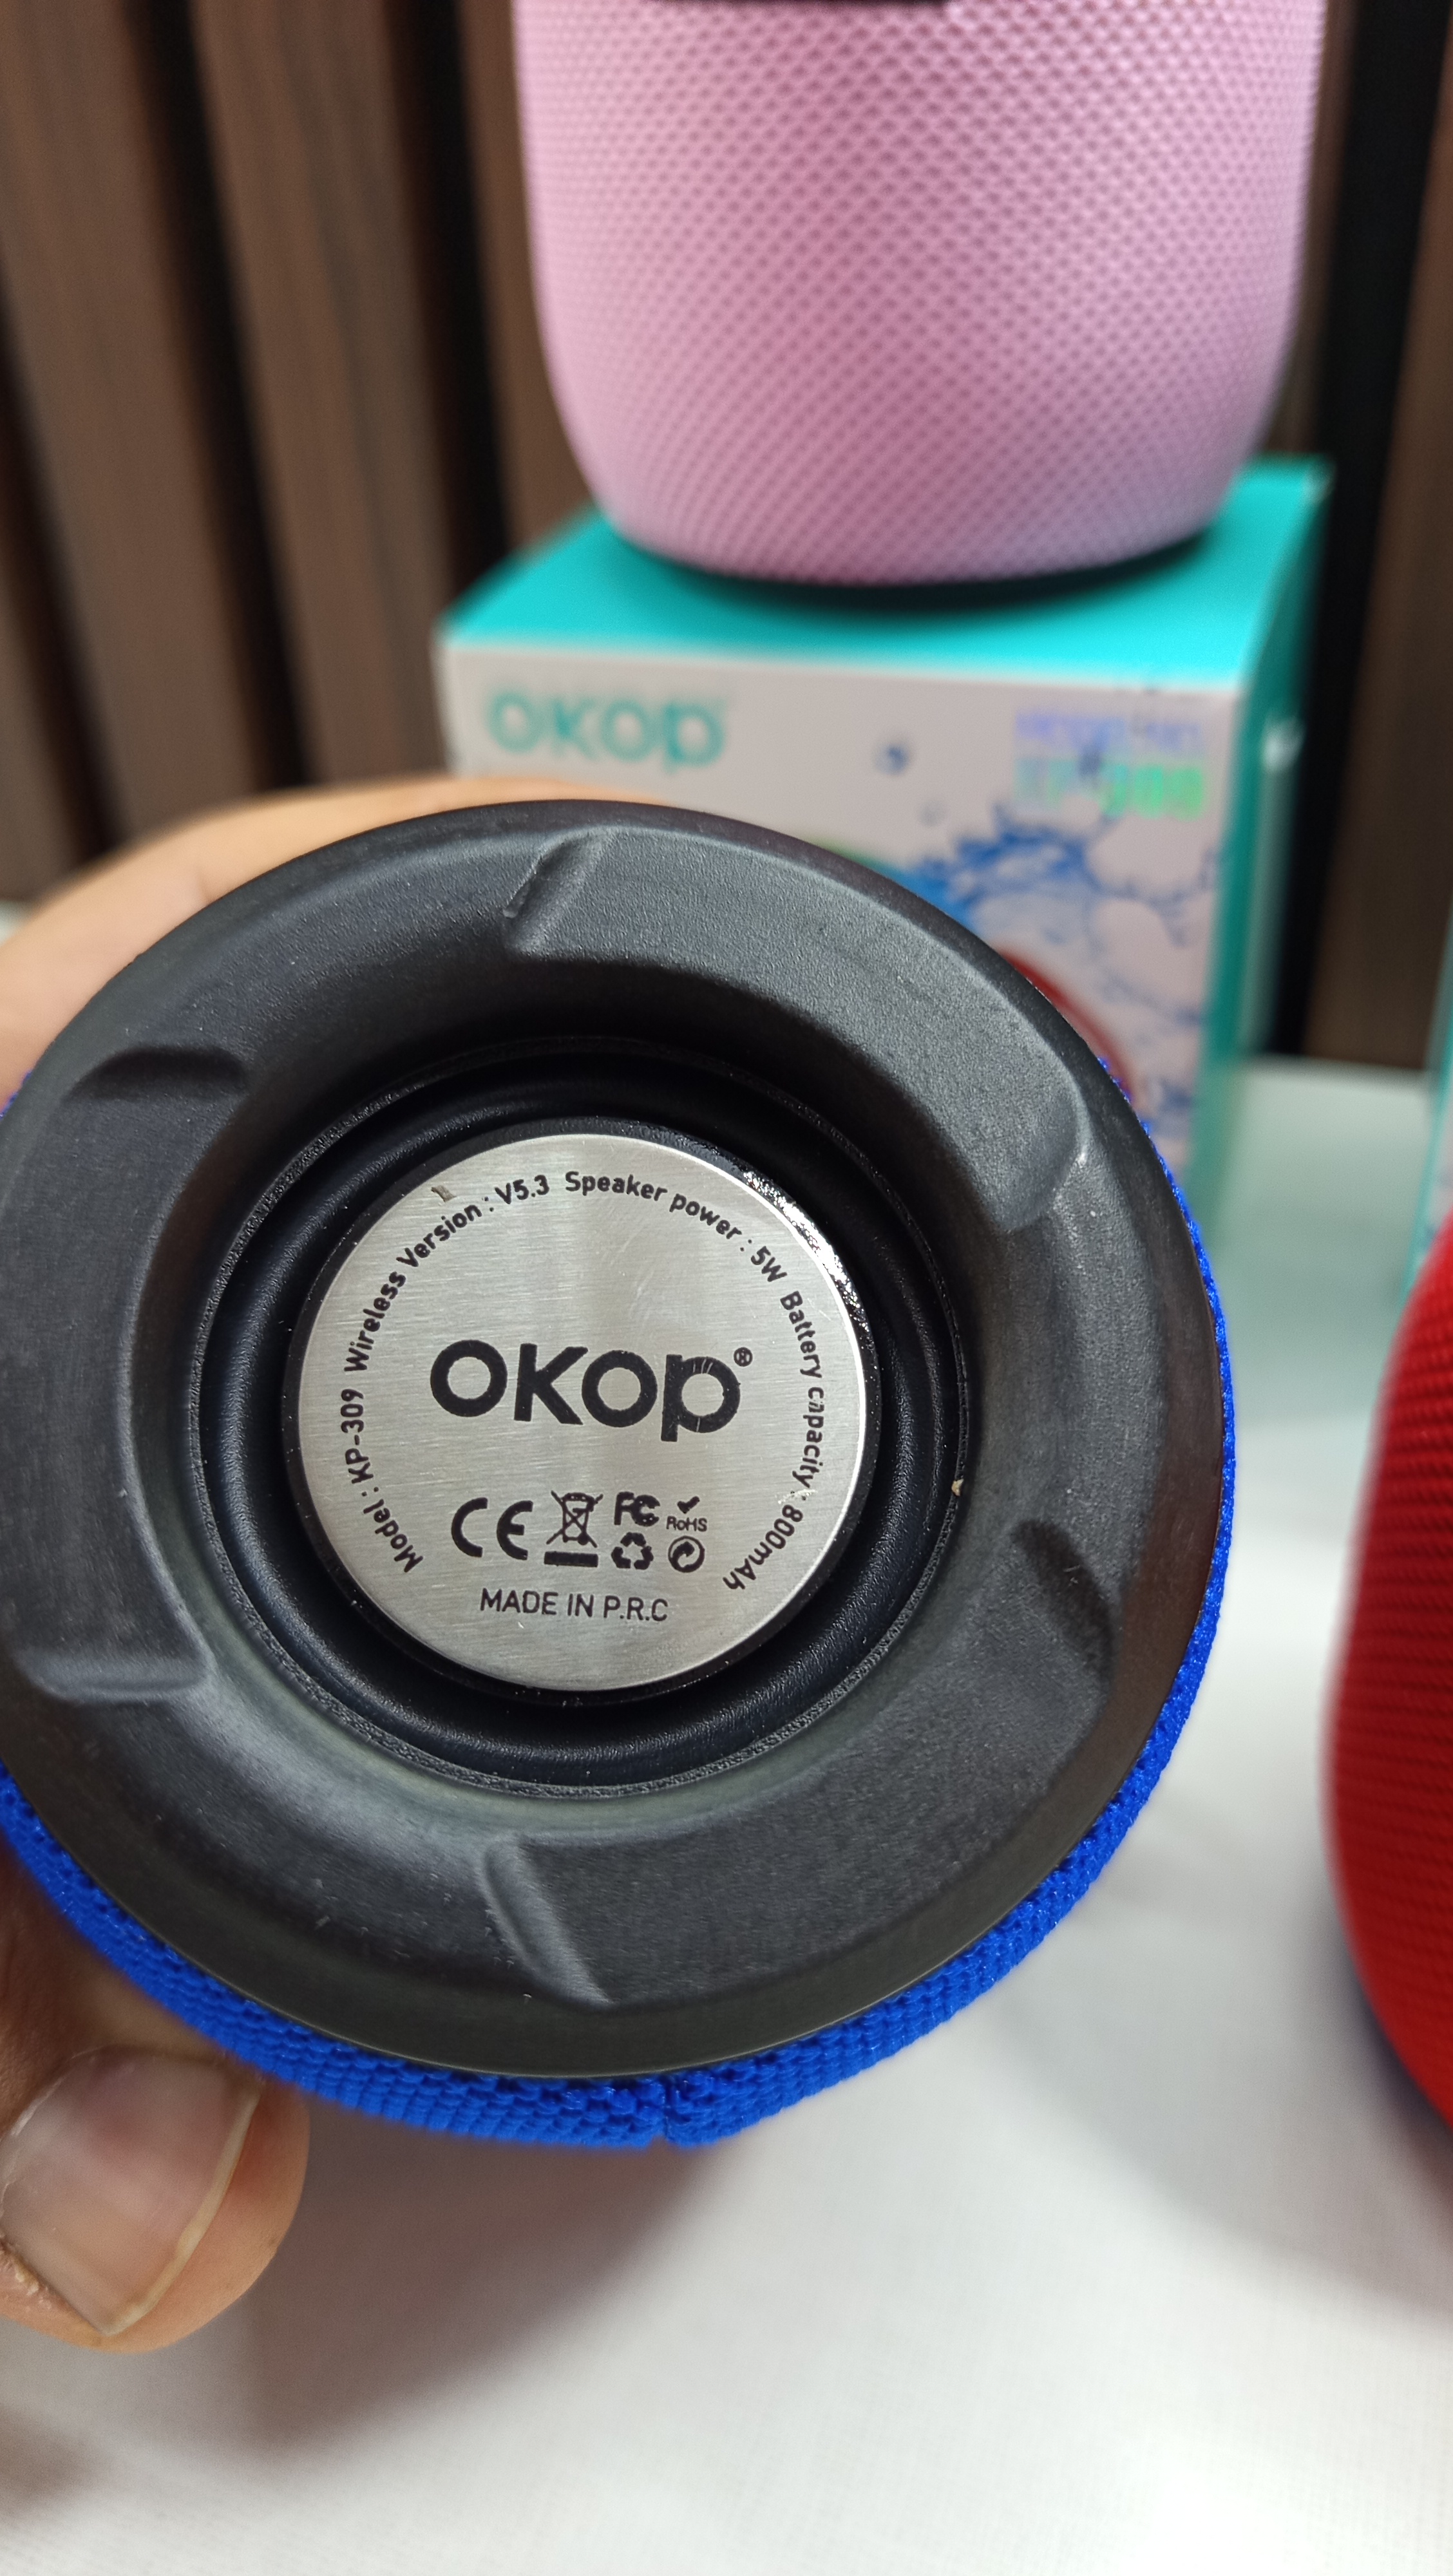 OKOP
Model : KP-309 Wireless Version : V5.3 Speaker power : 5W Battery capacity : 800mAh
OKOP®
CE FC RoHS
MADE IN P.R.C